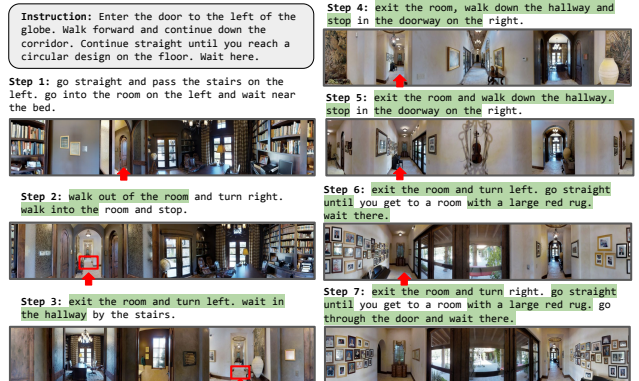 Instruction: Enter the door to the left of the
globe. Walk forward and continue down the
corridor. Continue straight until you reach a
circular design on the floor. Wait here.
Step 1: go straight and pass the stairs on the
left. go into the room on the left and wait near
the bed.
Step 2: walk out of the room and turn right.
walk into the room and stop.
Step 3: exit the room and turn left. wait in
the hallway by the stairs.
Step 4: exit the room, walk down the hallway and
stop in the doorway on the right.
Step 5: exit the room and walk down the hallway.
stop in the doorway on the right.
Step 6: exit the room and turn left. go straight
until you get to a room with a large red rug.
wait there.
Step 7: exit the room and turn right. go straight
until you get to a room with a large red rug. go
through the door and wait there.